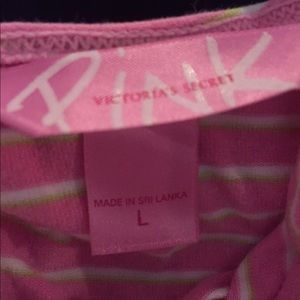 PINK
VICTORIA'S SECRET
MADE IN SRI LANKA
L